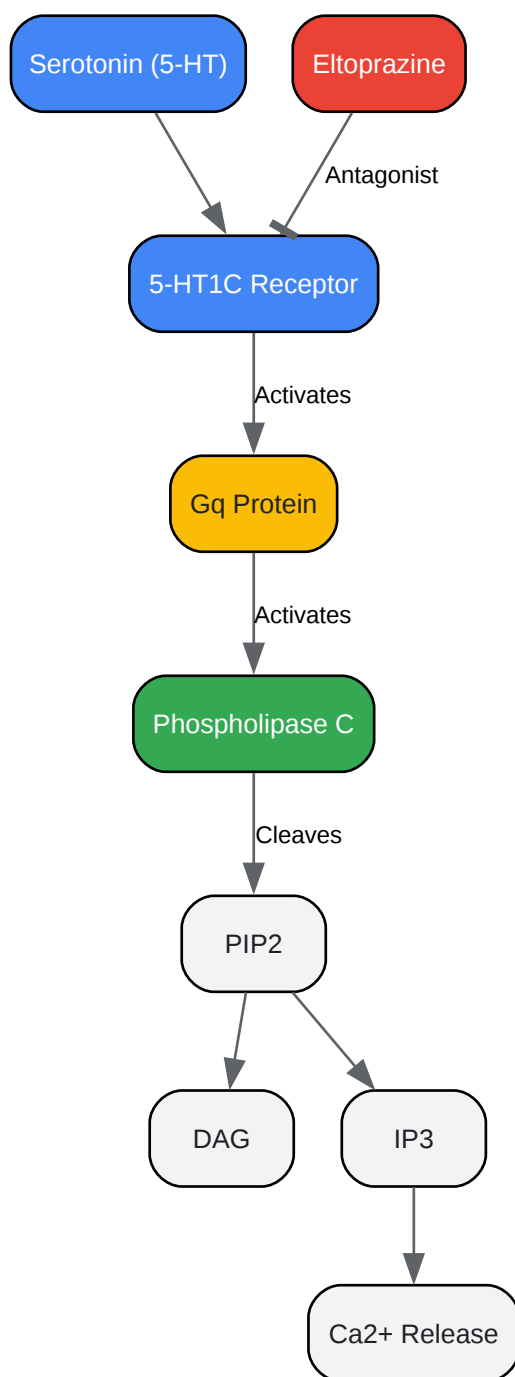 Serotonin (5-HT)
Eltoprazine
Antagonist
5-HT1C Receptor
Activates
Gq Protein
Activates
Phospholipase C
Cleaves
PIP2
DAG
IP3
Ca2+ Release